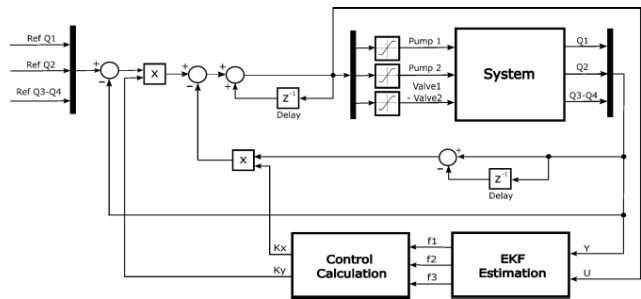 Ref Q1
Ref Q2
Ref Q3-Q4
+
−
x
+
−
+
+
Z⁻¹
Delay
Pump 1
Pump 2
Valve1
- Valve2
System
Q1
Q2
Q3-Q4
x
+
−
Z⁻¹
Delay
Kx
Ky
Control
Calculation
f1
f2
f3
EKF
Estimation
Y
U